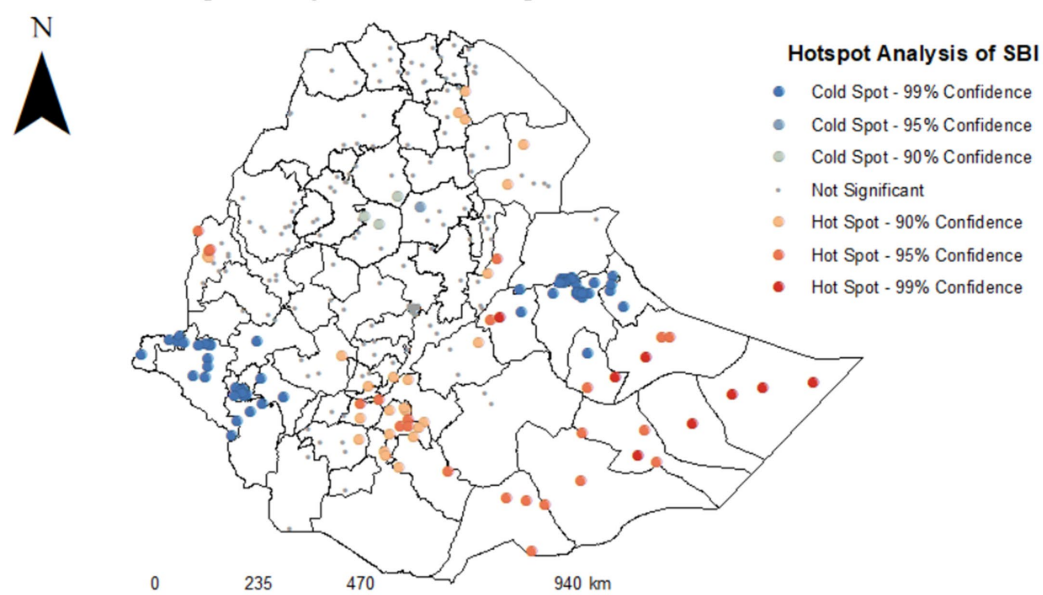 N
Hotspot Analysis of SBI
Cold Spot - 99% Confidence
Cold Spot - 95% Confidence
Cold Spot - 90% Confidence
Not Significant
Hot Spot - 90% Confidence
Hot Spot - 95% Confidence
Hot Spot - 99% Confidence
0 235 470 940 km